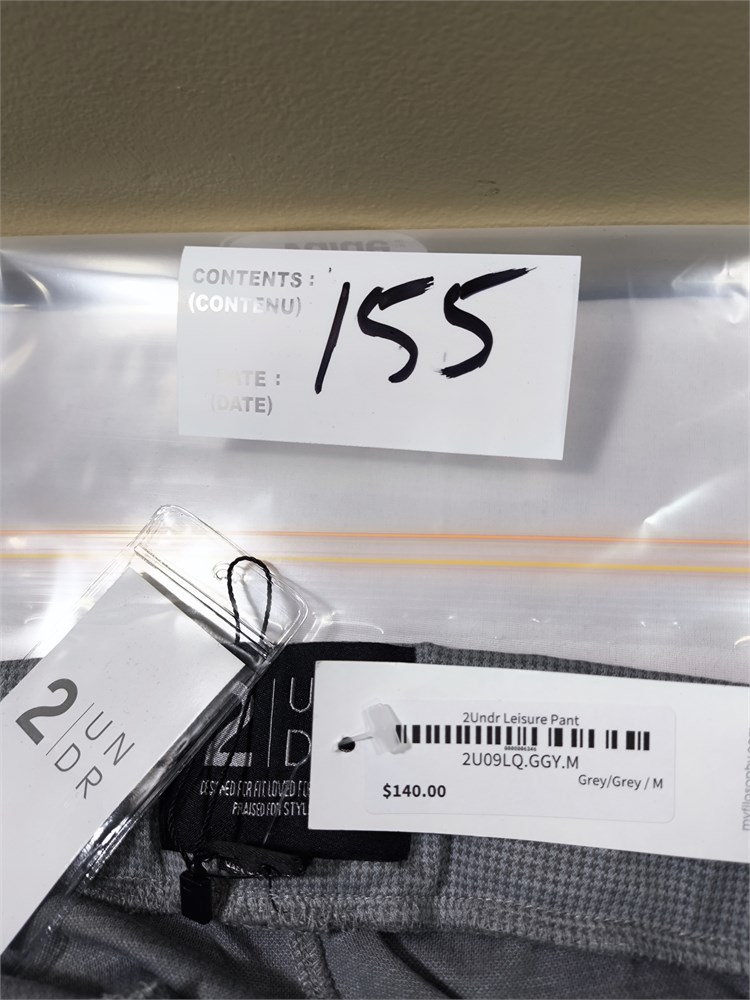 CONTENTS :
(CONTENU)
155
DATE :
(DATE)
2 UN
DR
2 U
D
DESIGNED FOR FIT LOVED FO
PRAISED FOR STYL
2Undr Leisure Pant
2U09LQ.GGY.M
Grey/Grey / M
$140.00